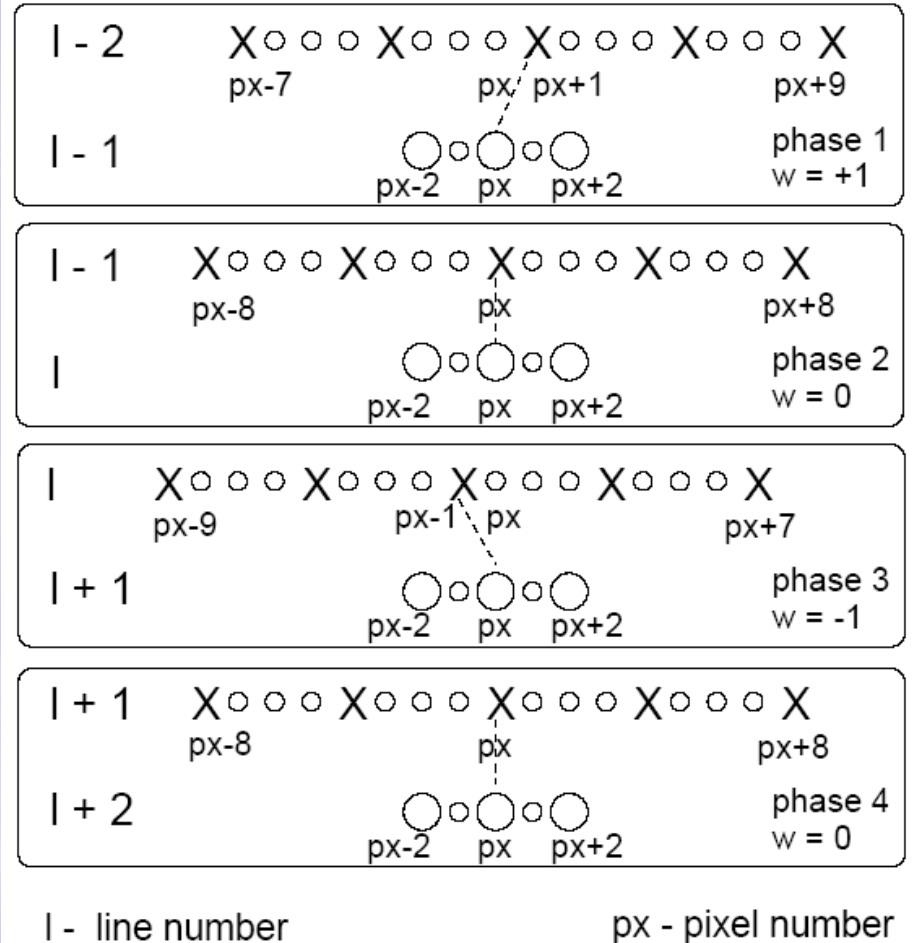 l - 2 X o o o X o o o X o o o X o o o X
px-7 px px+1 px+9
l - 1 phase 1
px-2 px px+2 w = +1
l - 1 X o o o X o o o X o o o X o o o X
px-8 px px+8
l phase 2
px-2 px px+2 w = 0
l X o o o X o o o X o o o X o o o X
px-9 px-1 px px+7
l + 1 phase 3
px-2 px px+2 w = -1
l + 1 X o o o X o o o X o o o X o o o X
px-8 px px+8
l + 2 phase 4
px-2 px px+2 w = 0
l - line number px - pixel number